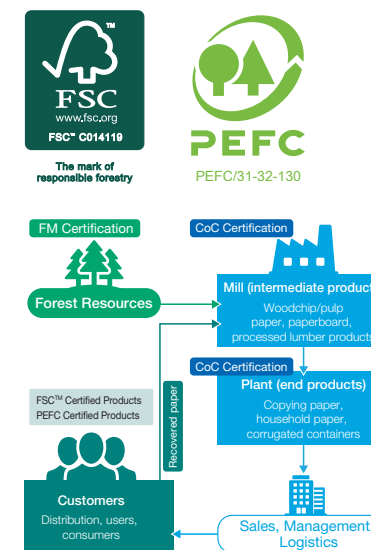 FSC
www.fsc.org
FSC™ C014119
The mark of
responsible forestry
PEFC
PEFC/31-32-130
FM Certification
Forest Resources
CoC Certification
Mill (intermediate product
Woodchip/pulp
paper, paperboard,
processed lumber products
CoC Certification
Plant (end products)
Copying paper,
household paper,
corrugated containers
Recovered paper
FSC™ Certified Products
PEFC Certified Products
Customers
Distribution, users,
consumers
Sales, Management
Logistics